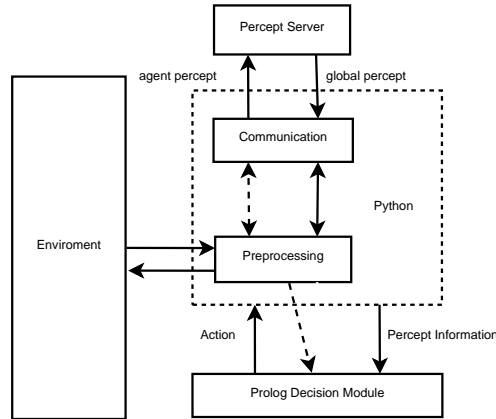 Percept Server
agent percept
global percept
Communication
Python
Enviroment
Preprocessing
Action
Percept Information
Prolog Decision Module